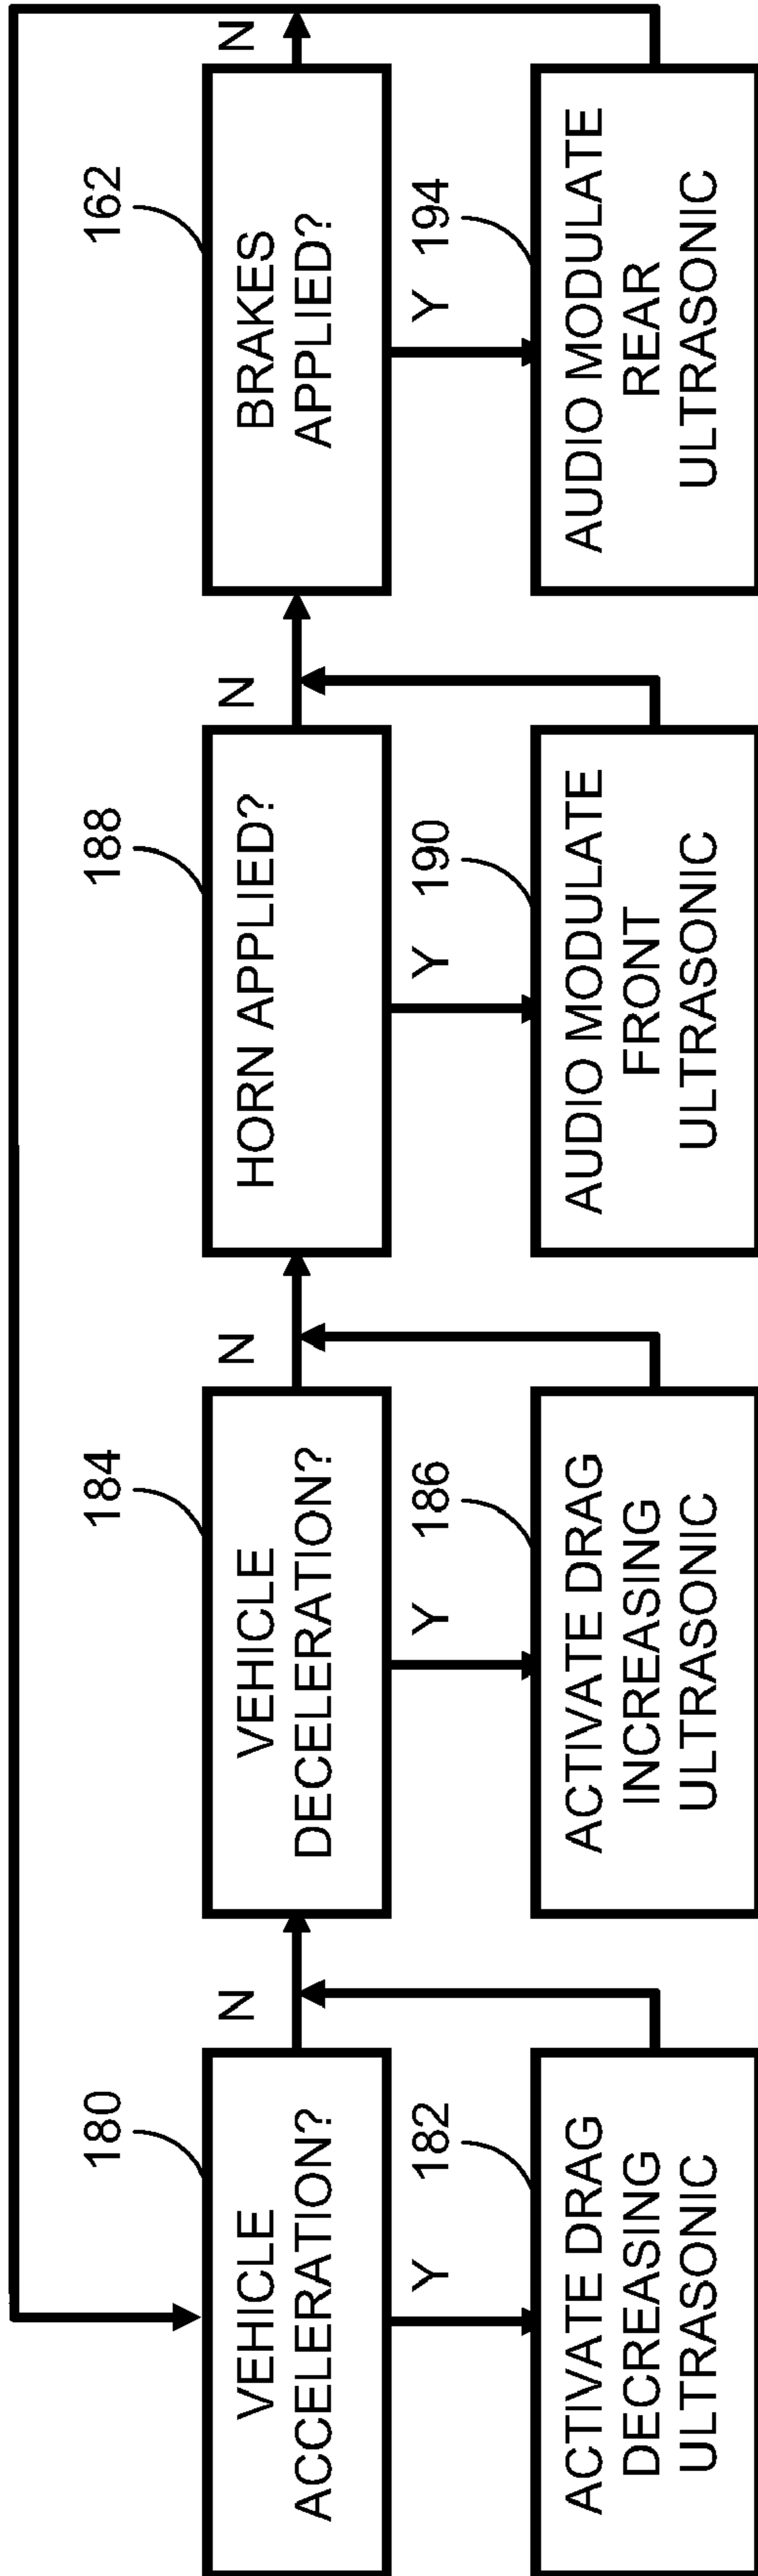 180
VEHICLE
ACCELERATION?
N
Y
182
ACTIVATE DRAG
DECREASING
ULTRASONIC
184
VEHICLE
DECELERATION?
N
Y
186
ACTIVATE DRAG
INCREASING
ULTRASONIC
188
HORN APPLIED?
N
Y
190
AUDIO MODULATE
FRONT
ULTRASONIC
162
BRAKES
APPLIED?
N
Y
194
AUDIO MODULATE
REAR
ULTRASONIC